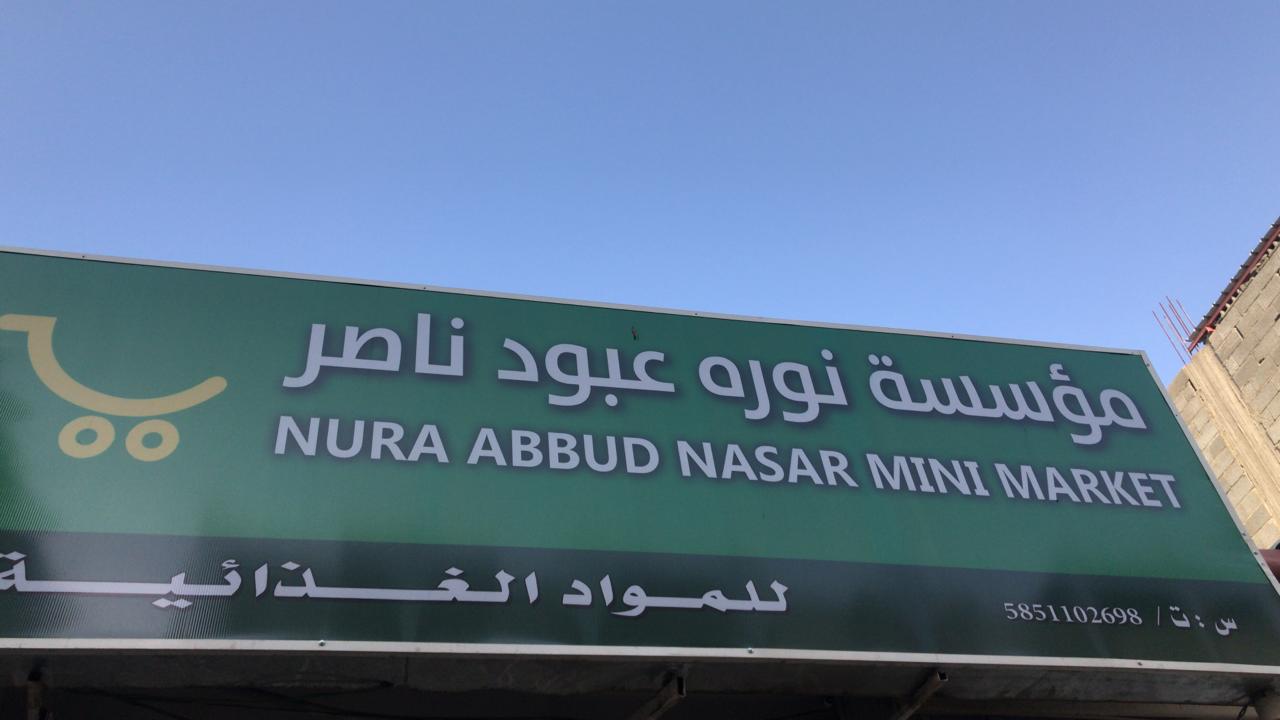 مؤسسة نوره عبود ناصر
NURA ABBUD NASAR MINI MARKET
للمواد الغذائية
س : ت / 5851102698